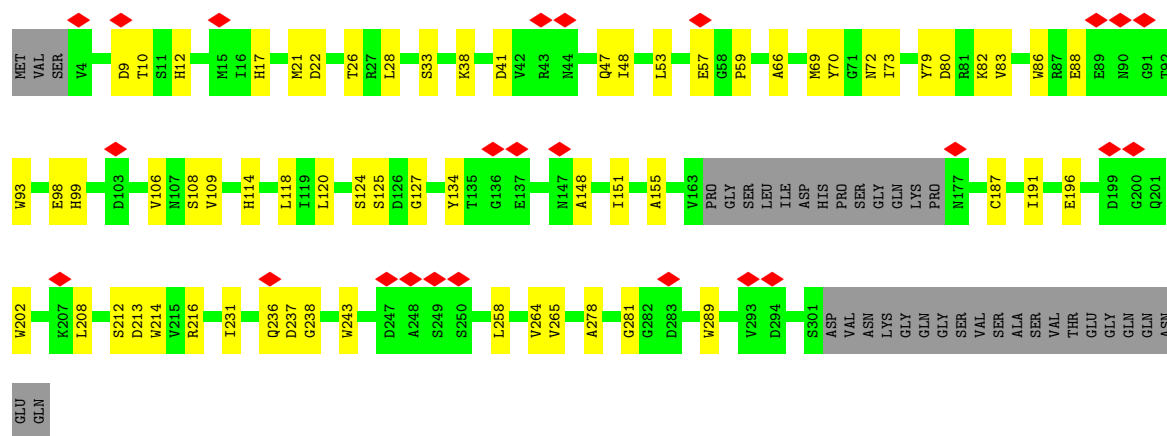 MET VAL SER V4 D9 T10 S11 H12 M15 I16 H17 M21 D22 T26 R27 L28 S33 K38 D41 V42 R43 N44 Q47 I48 L53 E57 G58 P59 A66 M69 Y70 G71 N72 I73 Y79 D80 R81 K82 V83 W86 R87 E88 E89 N90 G91 T92
W93 E98 H99 D103 V106 N107 S108 V109 H114 L118 I119 L120 S124 S125 D126 G127 Y134 T135 G136 E137 N147 A148 I151 A155 V163 PRO GLY SER LEU ILE ASP HIS PRO SER GLY GLN LYS PRO N177 C187 I191 E196 D199 G200 Q201
W202 K207 L208 S212 D213 W214 V215 R216 I231 Q236 D237 G238 W243 D247 A248 S249 S250 L258 V264 V265 A278 G281 G282 D283 W289 V293 D294 S301 ASP VAL ASN LYS GLY GLN GLY SER VAL SER ALA SER VAL THR GLU GLY GLN GLN ASN
GLU GLN